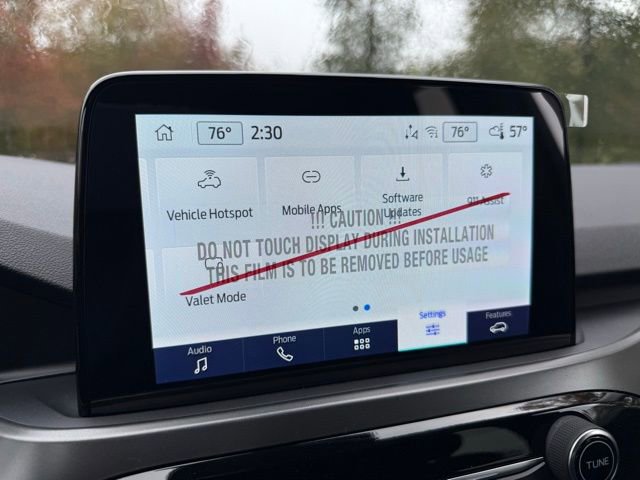 76° 2:30 76° 57°
Vehicle Hotspot
Mobile Apps
Software
Updates
911 Assist
!!! CAUTION !!!
DO NOT TOUCH DISPLAY DURING INSTALLATION
THIS FILM IS TO BE REMOVED BEFORE USAGE
Valet Mode
Audio Phone Apps Settings Features
TUNE